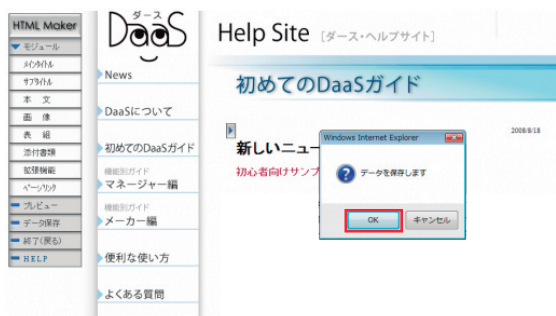 HTML Maker
モジュール
メインタイトル
サブタイトル
本 文
画 像
表 組
添付書類
拡張機能
ページリンク
プレビュー
データ保存
終了(戻る)
HELP
ダース
DaaS
News
DaaSについて
初めてのDaaSガイド
機能別ガイド
マネージャー編
機能別ガイド
メーカー編
便利な使い方
よくある質問
Help Site [ダース・ヘルプサイト]
初めてのDaaSガイド
2008/8/18
新しいニュー
初心者向けサンプ
Windows Internet Explorer
データを保存します
OK
キャンセル